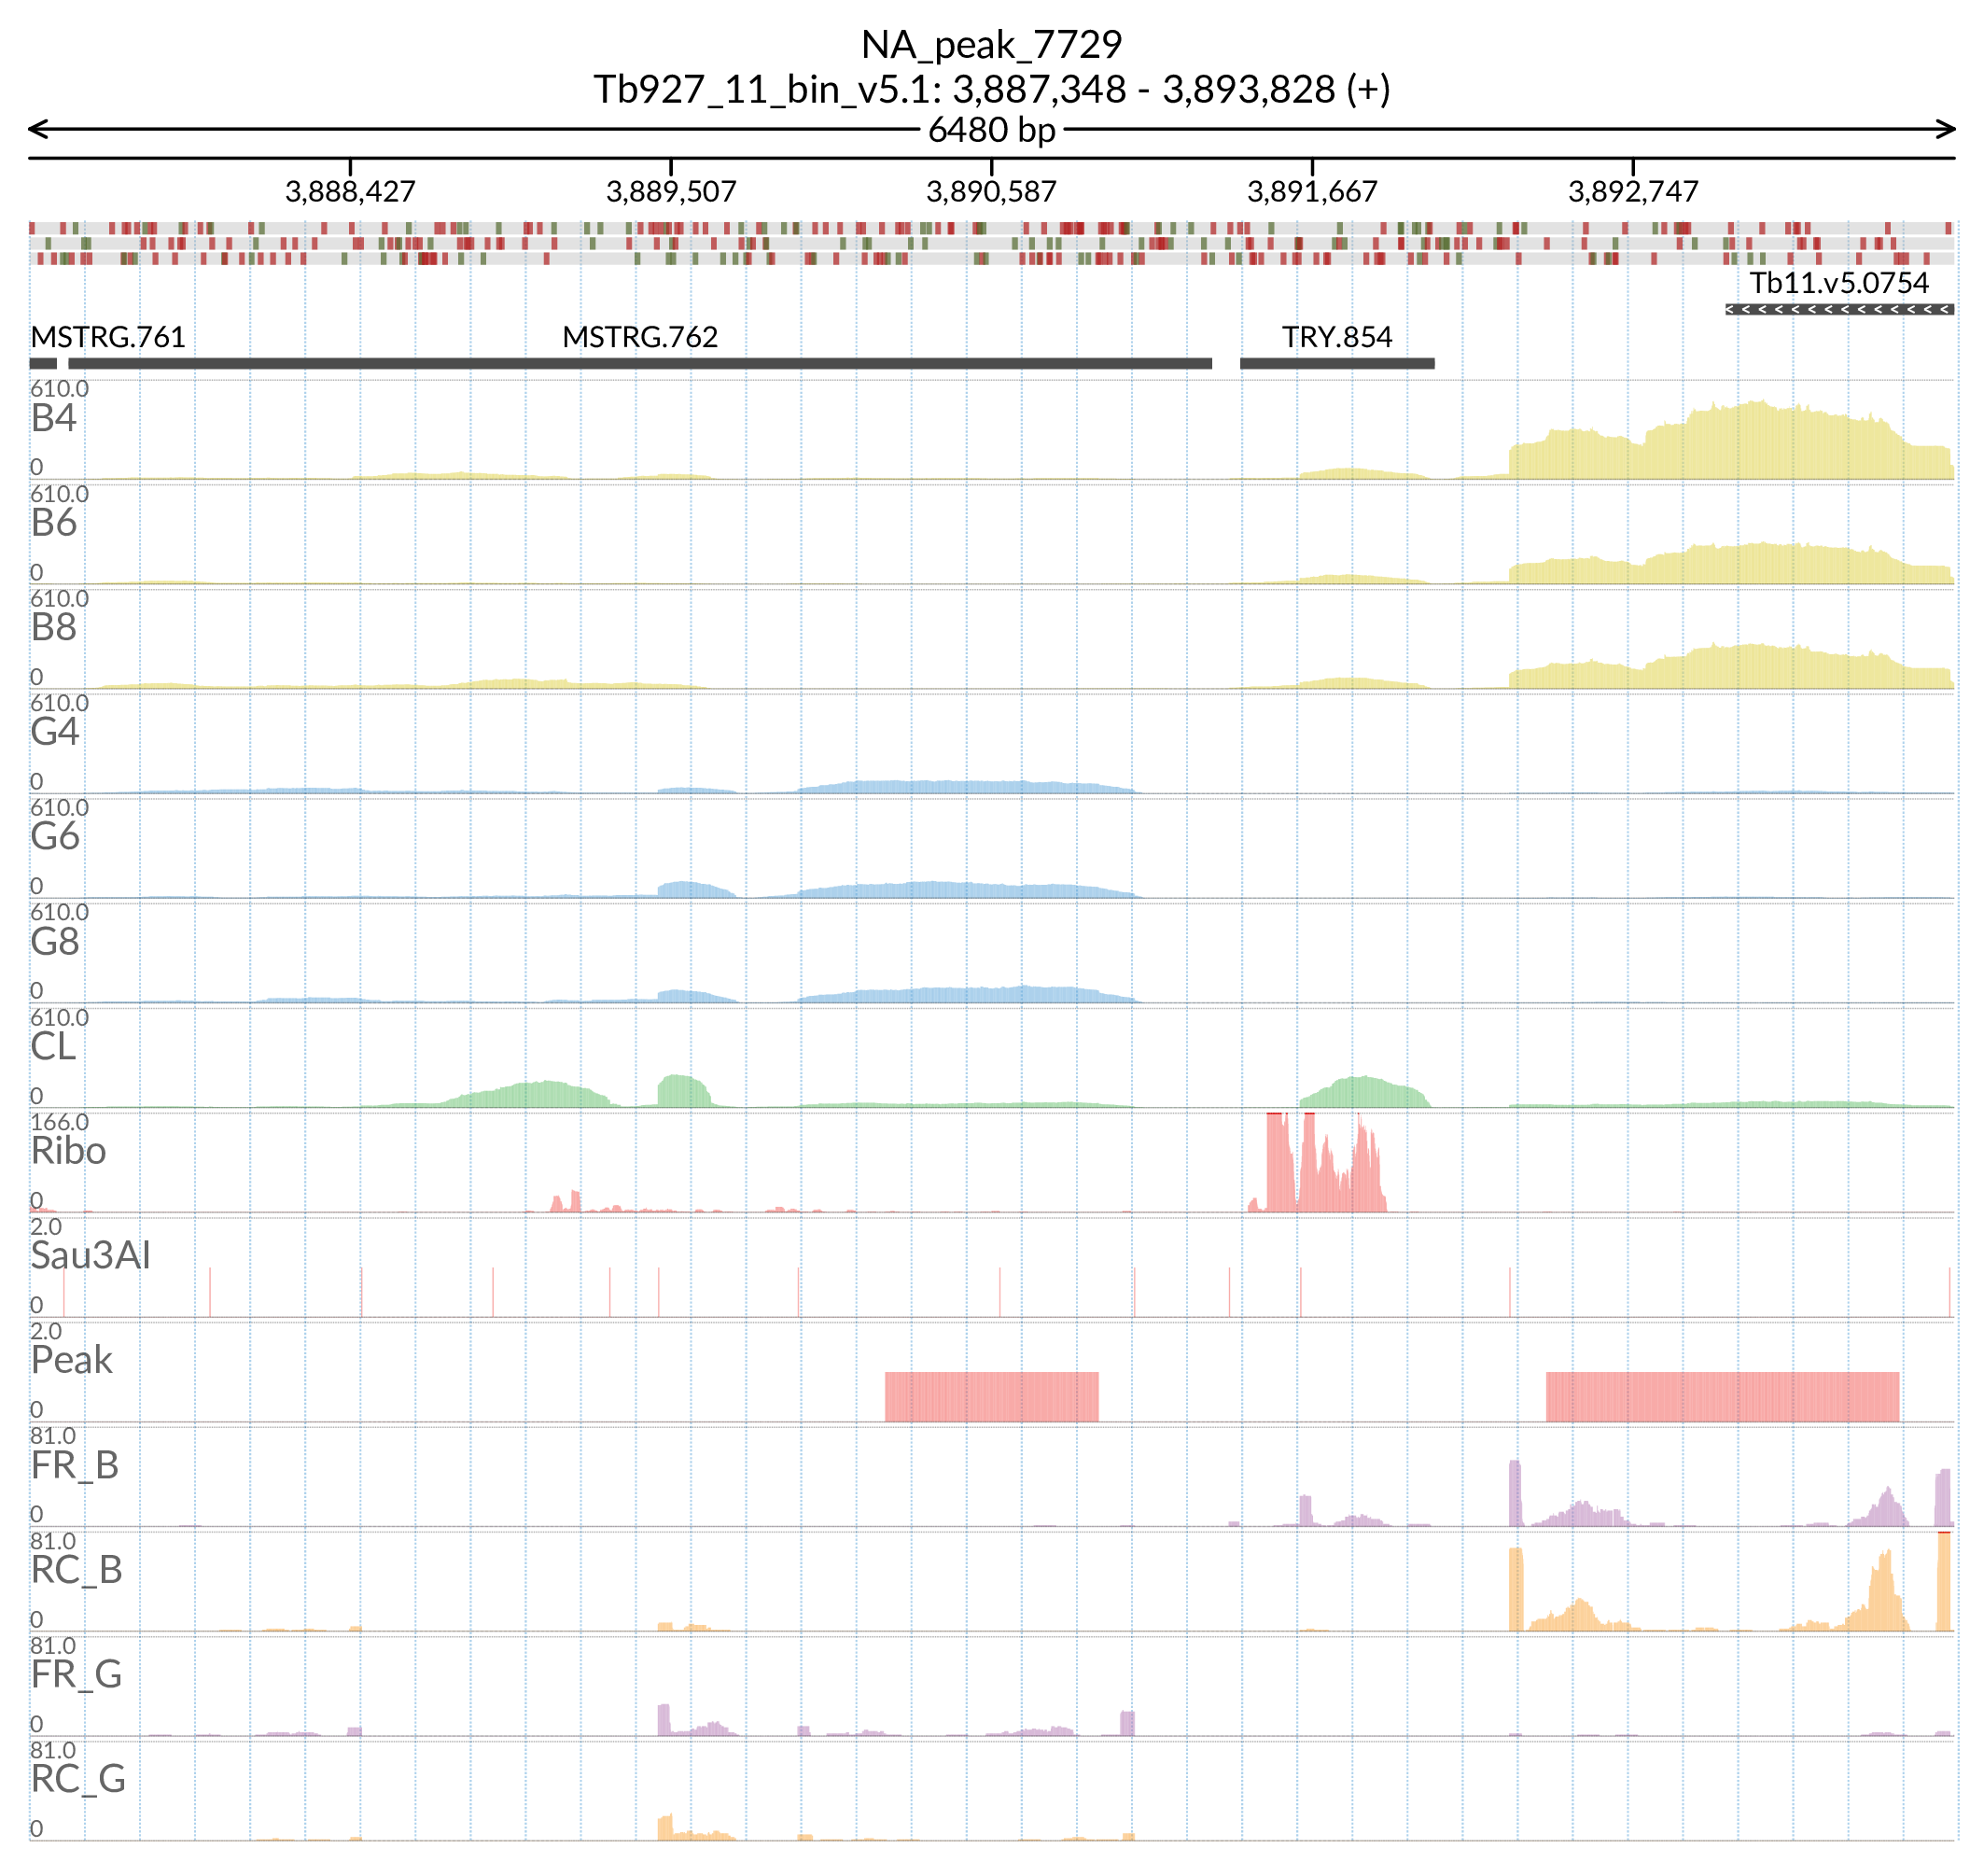 NA_peak_7729
Tb927_11_bin_v5.1: 3,887,348 - 3,893,828 (+)
6480 bp
3,888,427 3,889,507 3,890,587 3,891,667 3,892,747
Tb11.v5.0754
MSTRG.761 MSTRG.762 TRY.854
610.0
B4
0
610.0
B6
0
610.0
B8
0
610.0
G4
0
610.0
G6
0
610.0
G8
0
610.0
CL
0
166.0
Ribo
0
2.0
Sau3AI
0
2.0
Peak
0
81.0
FR_B
0
81.0
RC_B
0
81.0
FR_G
0
81.0
RC_G
0